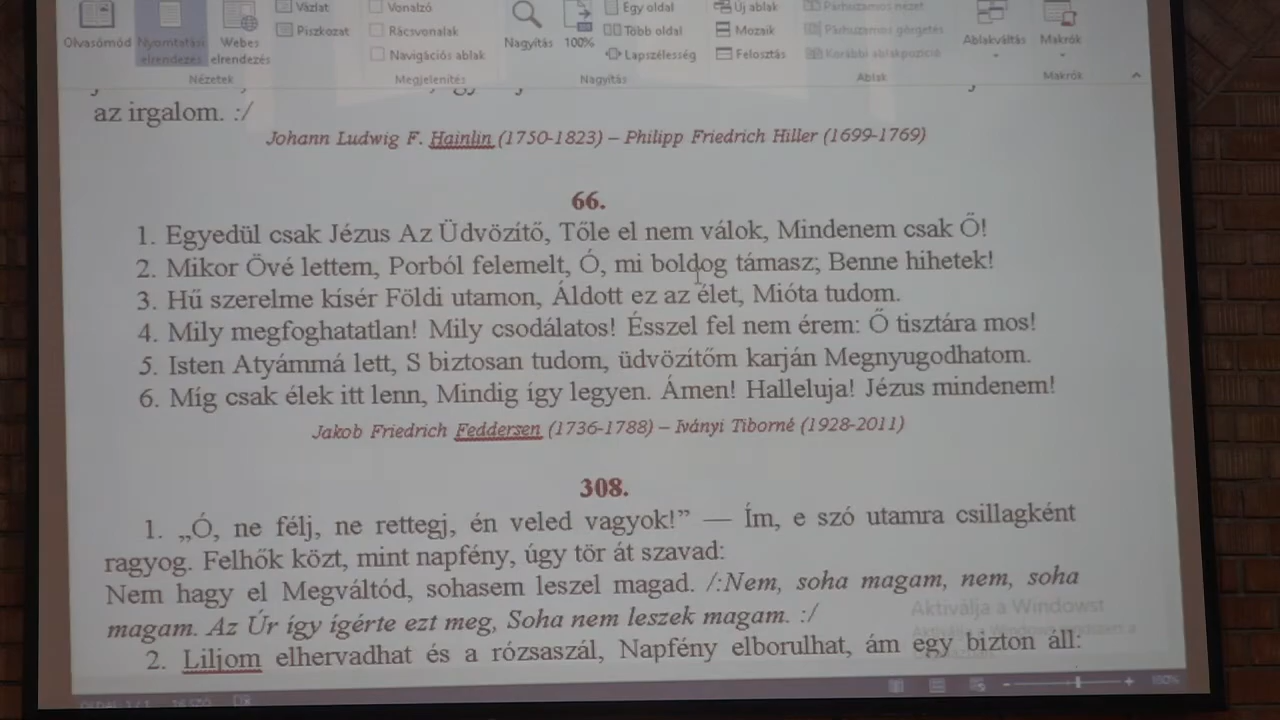 Vázlat Vonalzó Egy oldal Új ablak Párhuzamos nézet
Piszkozat Rácsvonalak Több oldal Mozaik Párhuzamos görgetés
Olvasómód Nyomtatási elrendezés Webes elrendezés Navigációs ablak Nagyítás 100% Lapszélesség Felosztás Korábbi ablakpozíció Ablakváltás Makrók
Nézetek Megjelenítés Nagyítás Ablak Makrók
az irgalom. :/
Johann Ludwig F. Hainlin (1750-1823) – Philipp Friedrich Hiller (1699-1769)
66.
1. Egyedül csak Jézus Az Üdvözítő, Tőle el nem válok, Mindenem csak Ő!
2. Mikor Övé lettem, Porból felemelt, Ó, mi boldog támasz; Benne hihetek!
3. Hű szerelme kísér Földi utamon, Áldott ez az élet, Mióta tudom.
4. Mily megfoghatatlan! Mily csodálatos! Ésszel fel nem érem: Ő tisztára mos!
5. Isten Atyámmá lett, S biztosan tudom, üdvözítőm karján Megnyugodhatom.
6. Míg csak élek itt lenn, Mindig így legyen. Ámen! Halleluja! Jézus mindenem!
Jakob Friedrich Feddersen (1736-1788) – Iványi Tiborné (1928-2011)
308.
1. „Ó, ne félj, ne rettegj, én veled vagyok!” — Ím, e szó utamra csillagként
ragyog. Felhők közt, mint napfény, úgy tör át szavad:
Nem hagy el Megváltód, sohasem leszel magad. /:Nem, soha magam, nem, soha
magam. Az Úr így ígérte ezt meg, Soha nem leszek magam. :/
Aktiválja a Windowst
2. Liljom elhervadhat és a rózsaszál, Napfény elborulhat, ám egy bizton áll: